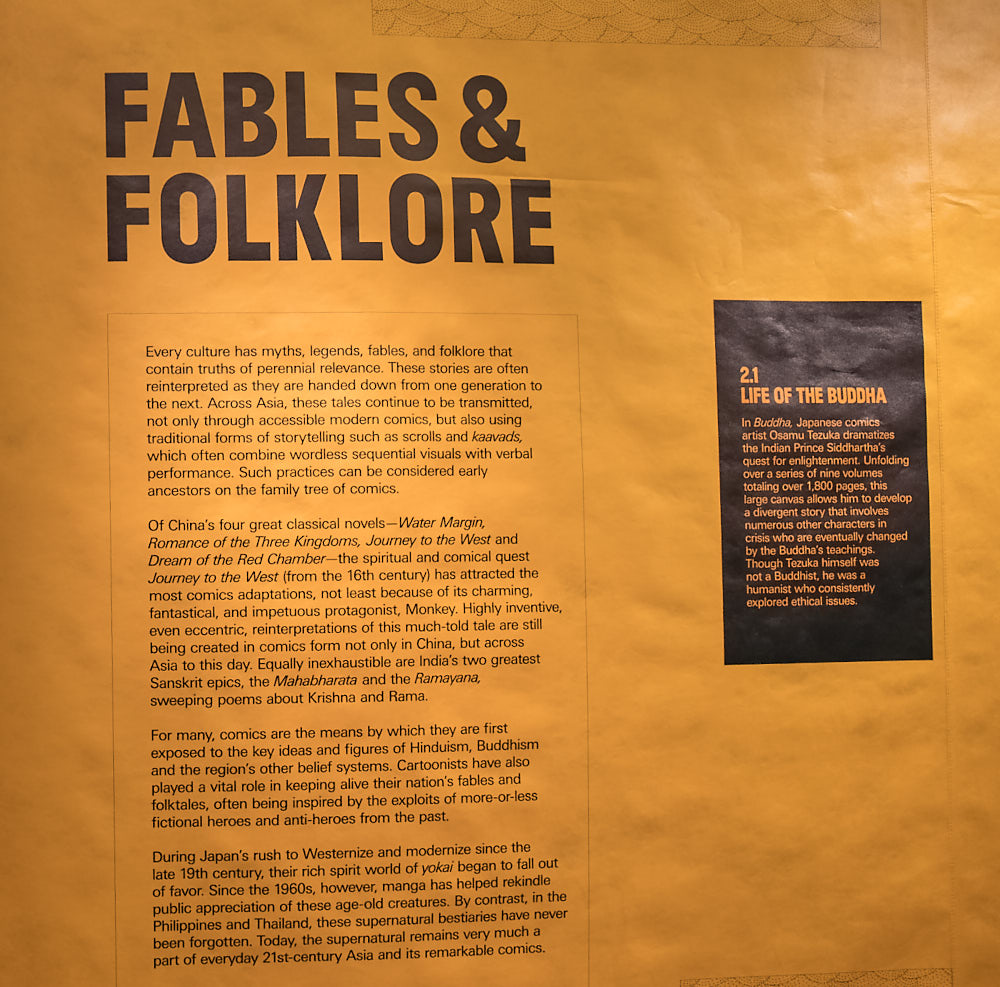 FABLES &
FOLKLORE
Every culture has myths, legends, fables, and folklore that
contain truths of perennial relevance. These stories are often
reinterpreted as they are handed down from one generation to
the next. Across Asia, these tales continue to be transmitted,
not only through accessible modern comics, but also using
traditional forms of storytelling such as scrolls and kaavads,
which often combine wordless sequential visuals with verbal
performance. Such practices can be considered early
ancestors on the family tree of comics.
Of China's four great classical novels—Water Margin,
Romance of the Three Kingdoms, Journey to the West and
Dream of the Red Chamber—the spiritual and comical quest
Journey to the West (from the 16th century) has attracted the
most comics adaptations, not least because of its charming,
fantastical, and impetuous protagonist, Monkey. Highly inventive,
even eccentric, reinterpretations of this much-told tale are still
being created in comics form not only in China, but across
Asia to this day. Equally inexhaustible are India's two greatest
Sanskrit epics, the Mahabharata and the Ramayana,
sweeping poems about Krishna and Rama.
For many, comics are the means by which they are first
exposed to the key ideas and figures of Hinduism, Buddhism
and the region's other belief systems. Cartoonists have also
played a vital role in keeping alive their nation's fables and
folktales, often being inspired by the exploits of more-or-less
fictional heroes and anti-heroes from the past.
During Japan's rush to Westernize and modernize since the
late 19th century, their rich spirit world of yokai began to fall out
of favor. Since the 1960s, however, manga has helped rekindle
public appreciation of these age-old creatures. By contrast, in the
Philippines and Thailand, these supernatural bestiaries have never
been forgotten. Today, the supernatural remains very much a
part of everyday 21st-century Asia and its remarkable comics.
2.1
LIFE OF THE BUDDHA
In Buddha, Japanese comics
artist Osamu Tezuka dramatizes
the Indian Prince Siddhartha's
quest for enlightenment. Unfolding
over a series of nine volumes
totaling over 1,800 pages, this
large canvas allows him to develop
a divergent story that involves
numerous other characters in
crisis who are eventually changed
by the Buddha's teachings.
Though Tezuka himself was
not a Buddhist, he was a
humanist who consistently
explored ethical issues.